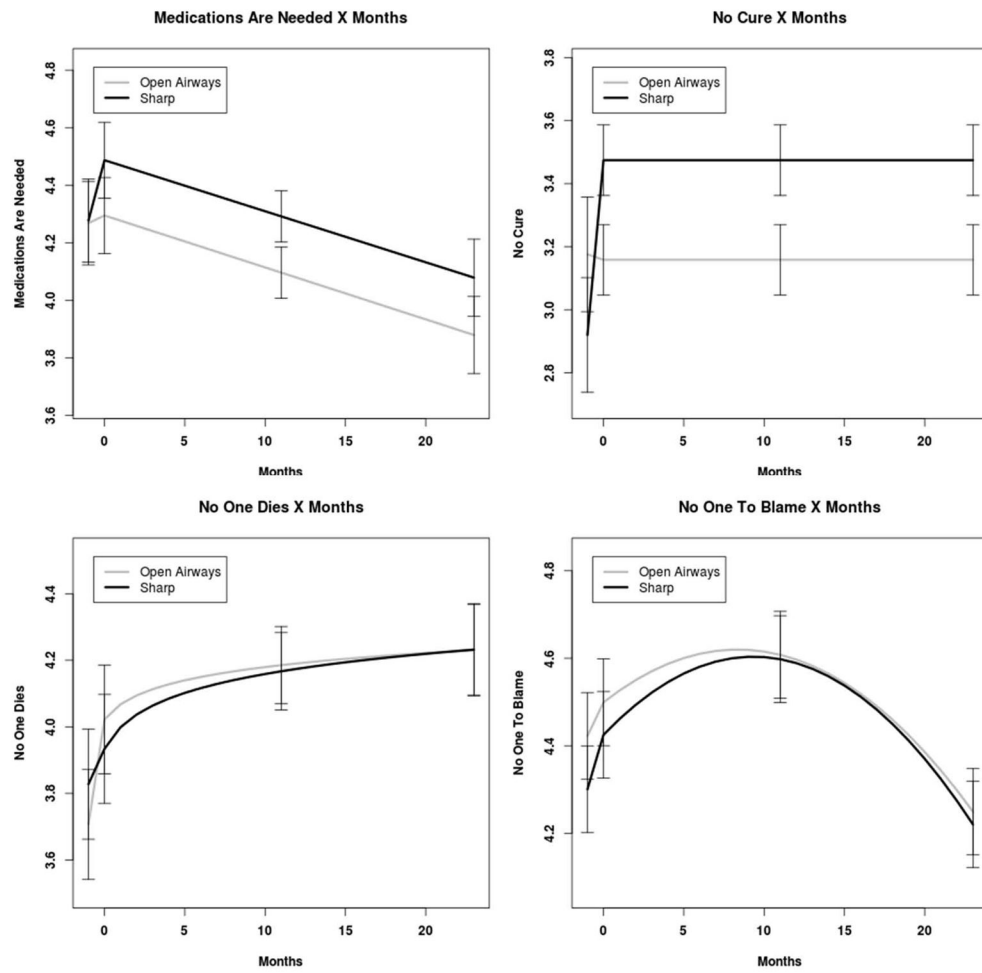 Medications Are Needed X Months
Medications Are Needed
4.8
4.6
4.4
4.2
4.0
3.8
3.6
Open Airways
Sharp
0 5 10 15 20
Months
No Cure X Months
No Cure
3.8
3.6
3.4
3.2
3.0
2.8
Open Airways
Sharp
0 5 10 15 20
Months
No One Dies X Months
No One Dies
4.4
4.2
4.0
3.8
3.6
Open Airways
Sharp
0 5 10 15 20
Months
No One To Blame X Months
No One To Blame
4.8
4.6
4.4
4.2
Open Airways
Sharp
0 5 10 15 20
Months